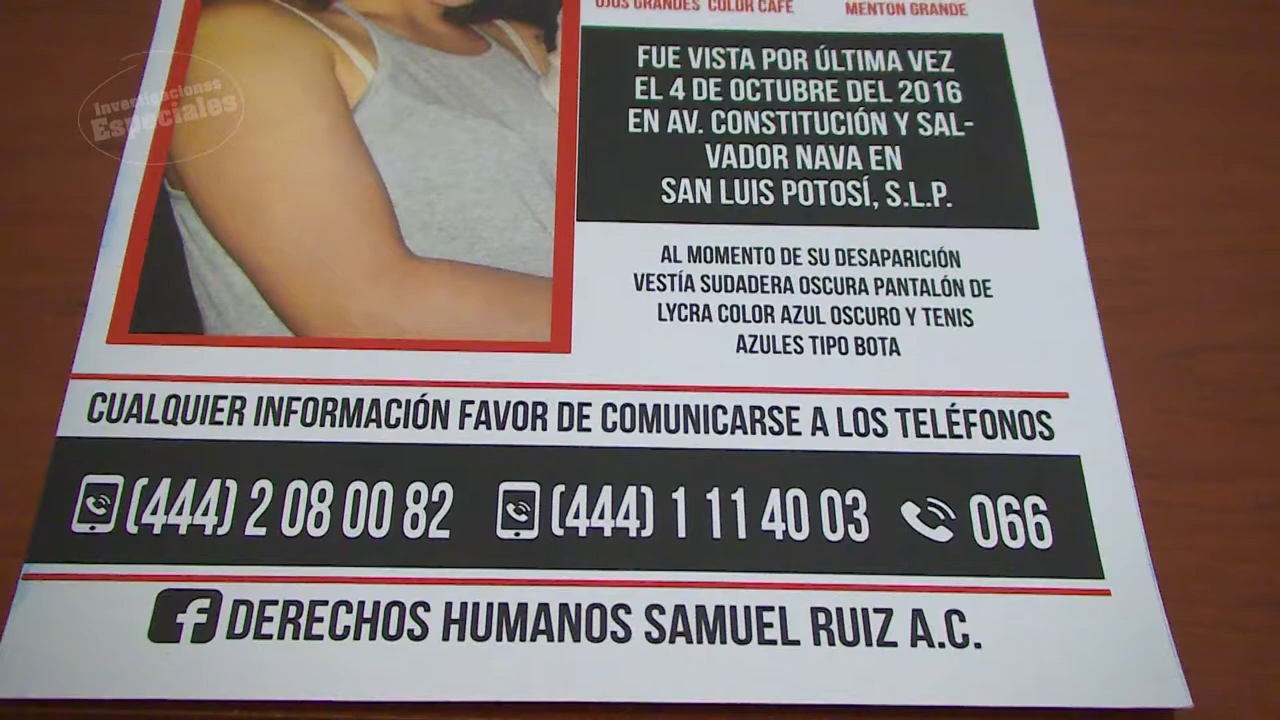 OJOS GRANDES COLOR CAFÉ
MENTON GRANDE
Investigaciones
Especiales
FUE VISTA POR ÚLTIMA VEZ
EL 4 DE OCTUBRE DEL 2016
EN AV. CONSTITUCIÓN Y SAL-
VADOR NAVA EN
SAN LUIS POTOSÍ, S.L.P.
AL MOMENTO DE SU DESAPARICIÓN
VESTÍA SUDADERA OSCURA PANTALÓN DE
LYCRA COLOR AZUL OSCURO Y TENIS
AZULES TIPO BOTA
CUALQUIER INFORMACIÓN FAVOR DE COMUNICARSE A LOS TELÉFONOS
(444) 2 08 00 82 (444) 1 11 40 03 066
DERECHOS HUMANOS SAMUEL RUIZ A.C.